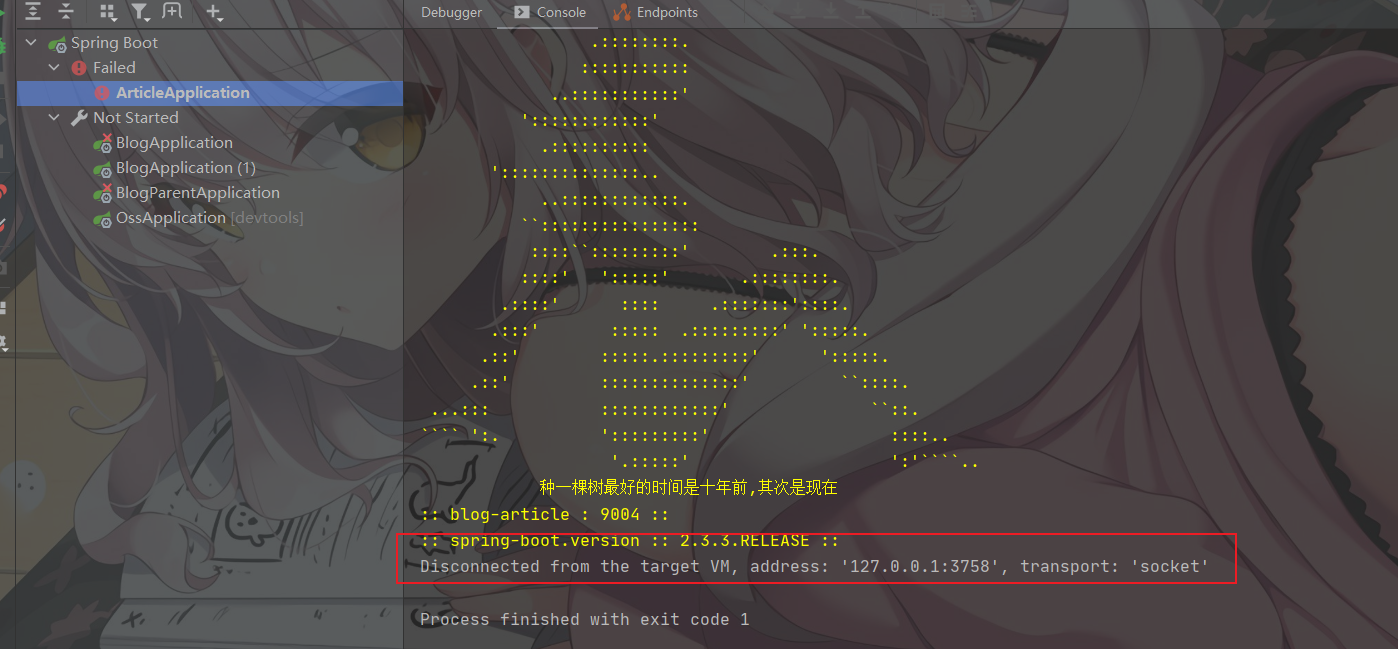 Debugger
Console
Endpoints
Spring Boot
Failed
ArticleApplication
Not Started
BlogApplication
BlogApplication (1)
BlogParentApplication
OssApplication [devtools]
种一棵树最好的时间是十年前,其次是现在
:: blog-article : 9004 ::
:: spring-boot.version :: 2.3.3.RELEASE ::
Disconnected from the target VM, address: '127.0.0.1:3758', transport: 'socket'
Process finished with exit code 1